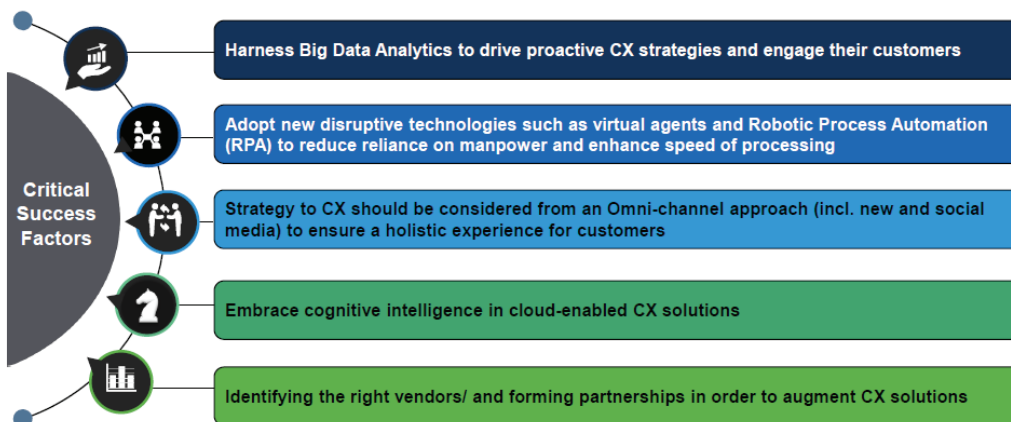 Harness Big Data Analytics to drive proactive CX strategies and engage their customers
Adopt new disruptive technologies such as virtual agents and Robotic Process Automation
(RPA) to reduce reliance on manpower and enhance speed of processing
Critical
Success
Factors
Strategy to CX should be considered from an Omni-channel approach (incl. new and social
media) to ensure a holistic experience for customers
Embrace cognitive intelligence in cloud-enabled CX solutions
Identifying the right vendors/ and forming partnerships in order to augment CX solutions